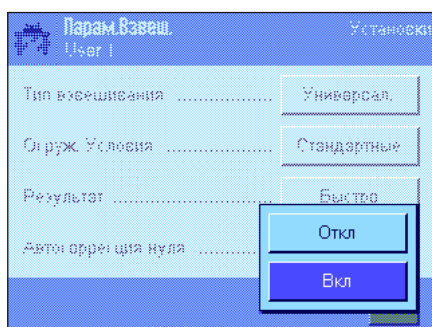 Парам.Взвеш.
Установки
User 1
Тип взвешивания ................. Универсал.
Окруж. Условия ................... Стандартные
Результат ............................ Быстро
Автокоррекция нуля ...........
Откл
Вкл